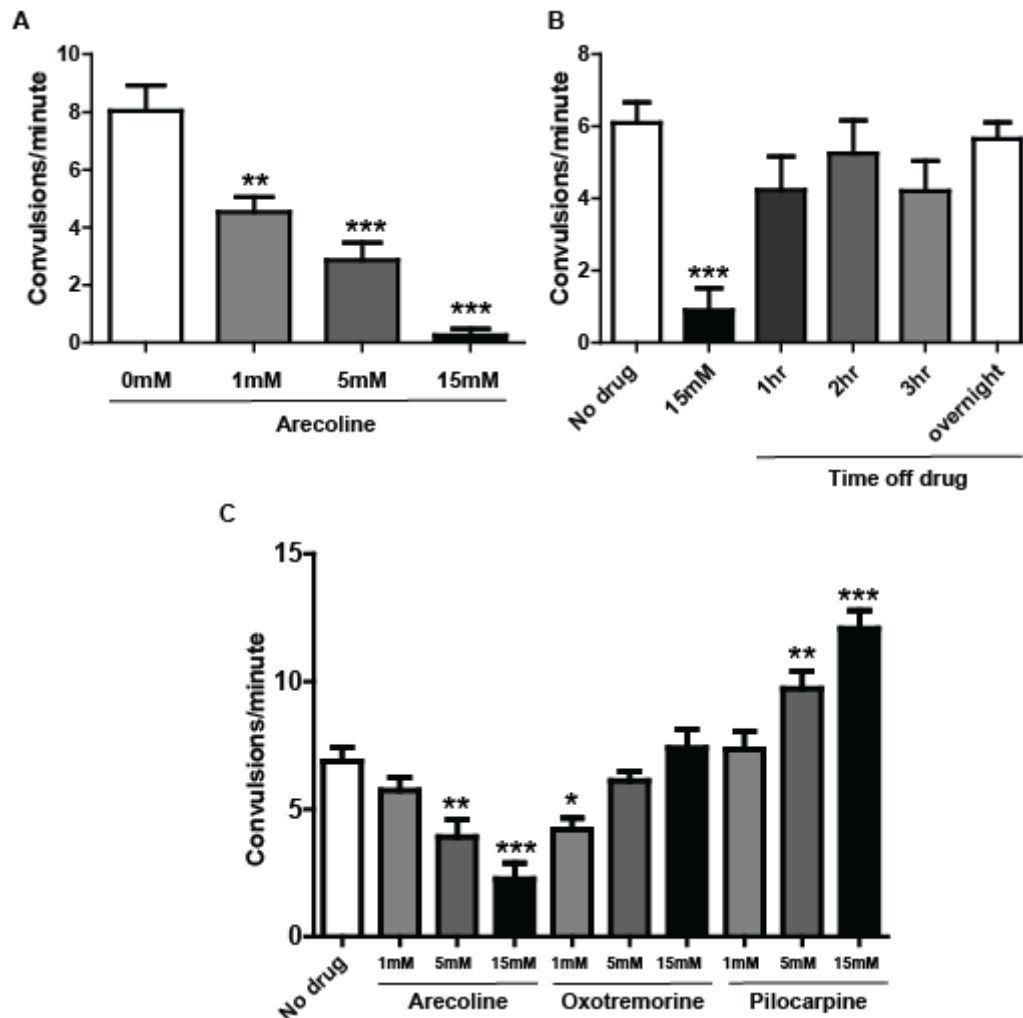 A
Convulsions/minute
10
8
6
4
2
0
**
***
***
0mM 1mM 5mM 15mM
Arecoline
B
Convulsions/minute
8
6
4
2
0
***
No drug
15mM
1hr
2hr
3hr
overnight
Time off drug
C
Convulsions/minute
15
10
5
0
**
***
*
**
***
No drug
1mM 5mM 15mM 1mM 5mM 15mM 1mM 5mM 15mM
Arecoline Oxotremorine Pilocarpine